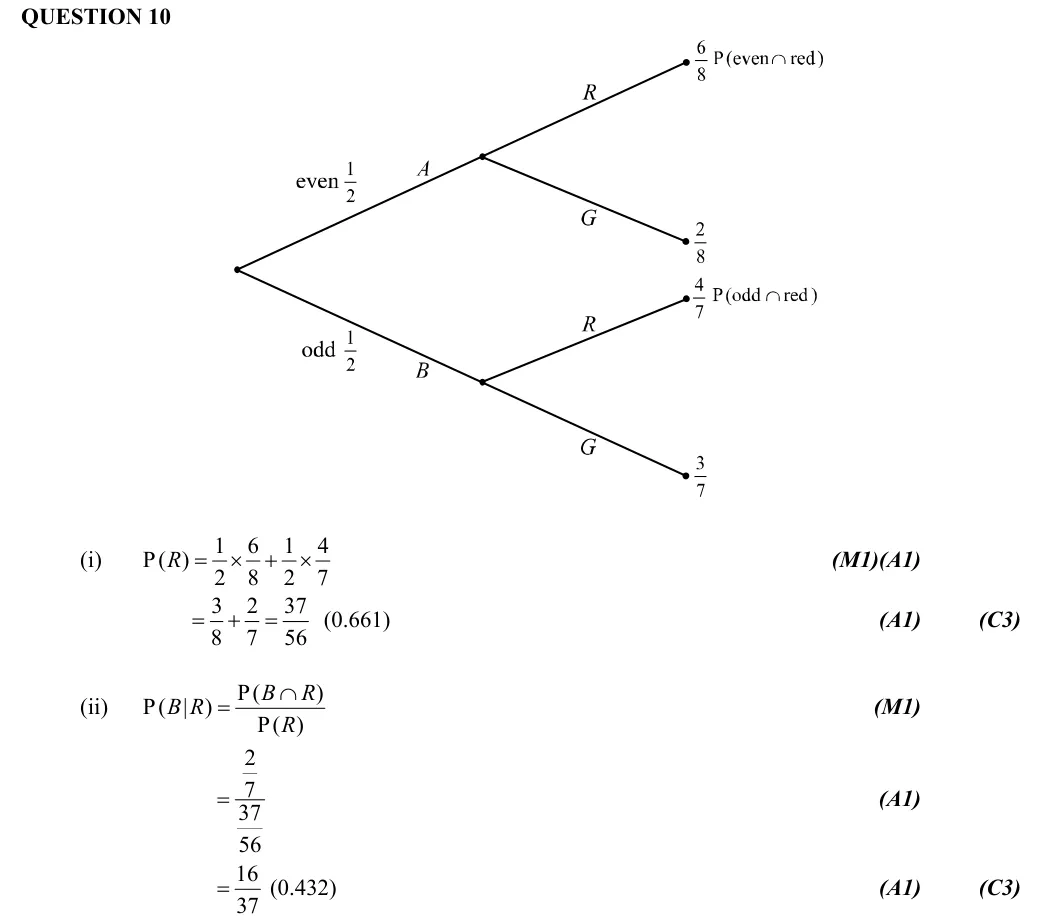 QUESTION 10
6/8 P(even ∩ red)
R
even 1/2 A
G
2/8
4/7 P(odd ∩ red)
R
odd 1/2 B
G
3/7
(i) P(R) = 1/2 × 6/8 + 1/2 × 4/7 (M1)(A1)
= 3/8 + 2/7 = 37/56 (0.661) (A1) (C3)
(ii) P(B|R) = P(B ∩ R)/P(R) (M1)
= (2/7)/(37/56) (A1)
= 16/37 (0.432) (A1) (C3)